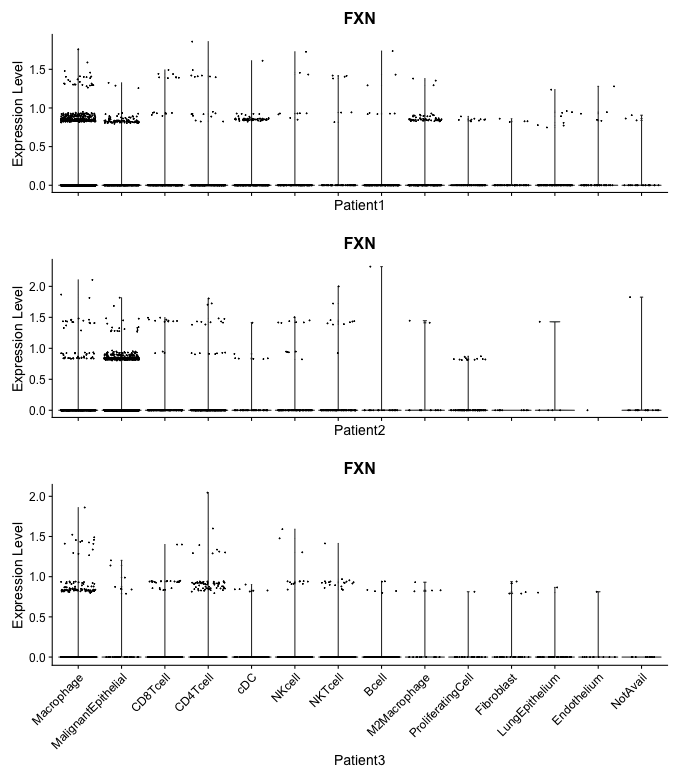 FXN
Expression Level
1.5
1.0
0.5
0.0
Patient1
FXN
Expression Level
2.0
1.5
1.0
0.5
0.0
Patient2
FXN
Expression Level
2.0
1.5
1.0
0.5
0.0
Macrophage
MalignantEpithelial
CD8Tcell
CD4Tcell
cDC
NKcell
NKTcell
Bcell
M2Macrophage
ProliferatingCell
Fibroblast
LungEpithelium
Endothelium
NotAvail
Patient3